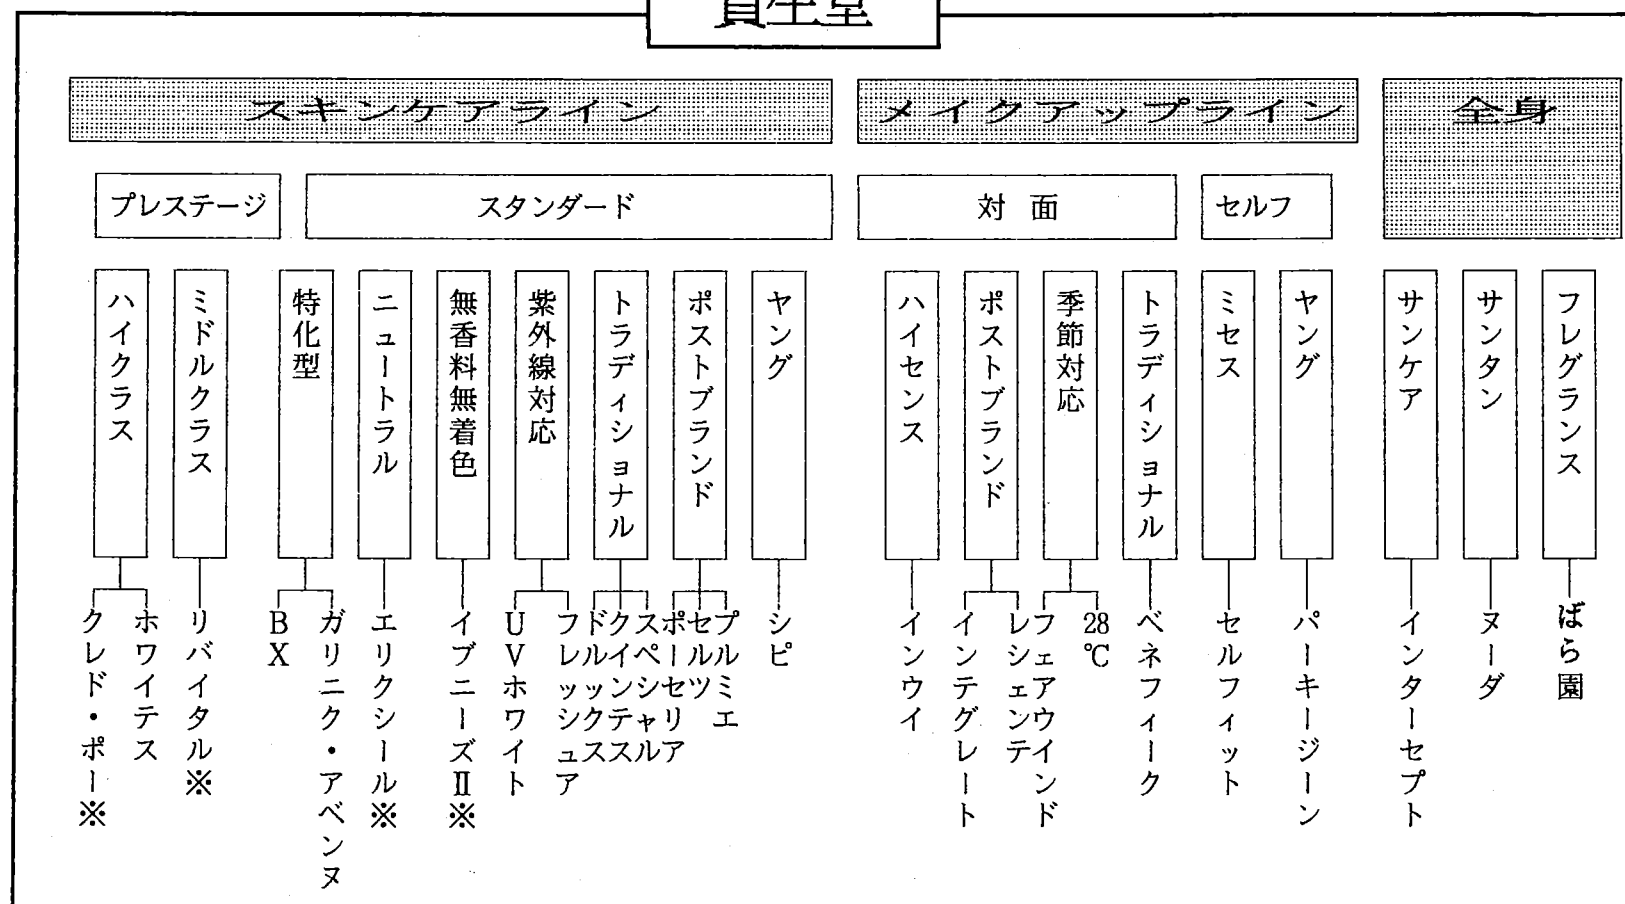 資生堂
スキンケアライン
メイクアップライン
全身
プレステージ
スタンダード
対面
セルフ
ハイクラス
ミドルクラス
特化型
ニュートラル
無香料無着色
紫外線対応
トラディショナル
ポストブランド
ヤング
ハイセンス
ポストブランド
季節対応
トラディショナル
ミセス
ヤング
サンケア
サンタン
フレグランス
クレド・ポー※
ホワイテス
リバイタル※
BX
ガリニク・アベンヌ
エリクシール※
イブニーズⅡ※
UVホワイト
フレッシュア
ドルックス
クインテス
スペシャル
ポーセリア
セルツ
プルミエ
シピ
インウイ
インテグレート
レシェンテ
フェアウインド
28℃
ベネフィーク
セルフィット
パーキージーン
インターセプト
ヌーダ
ばら園